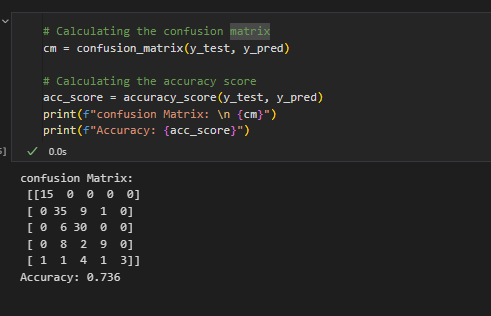 # Calculating the confusion matrix
cm = confusion_matrix(y_test, y_pred)
# Calculating the accuracy score
acc_score = accuracy_score(y_test, y_pred)
print(f"confusion Matrix: \n {cm}")
print(f"Accuracy: {acc_score}")
] 0.0s
confusion Matrix:
[[15 0 0 0 0]
[ 0 35 9 1 0]
[ 0 6 30 0 0]
[ 0 8 2 9 0]
[ 1 1 4 1 3]]
Accuracy: 0.736